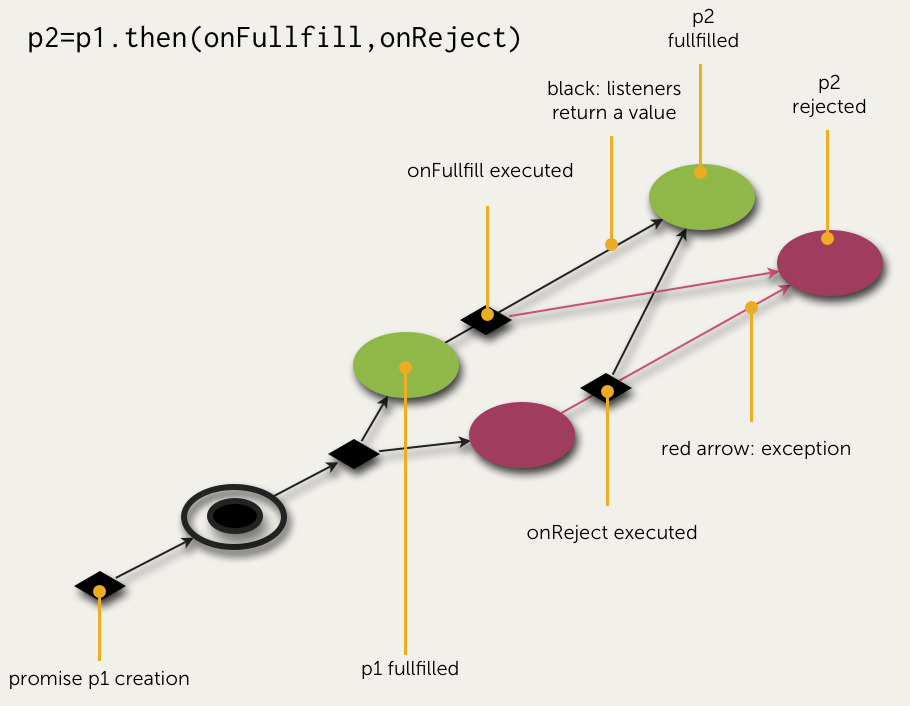 p2=p1.then(onFullfill,onReject)
p2
fullfilled
black: listeners
return a value
p2
rejected
onFullfill executed
red arrow: exception
onReject executed
p1 fullfilled
promise p1 creation